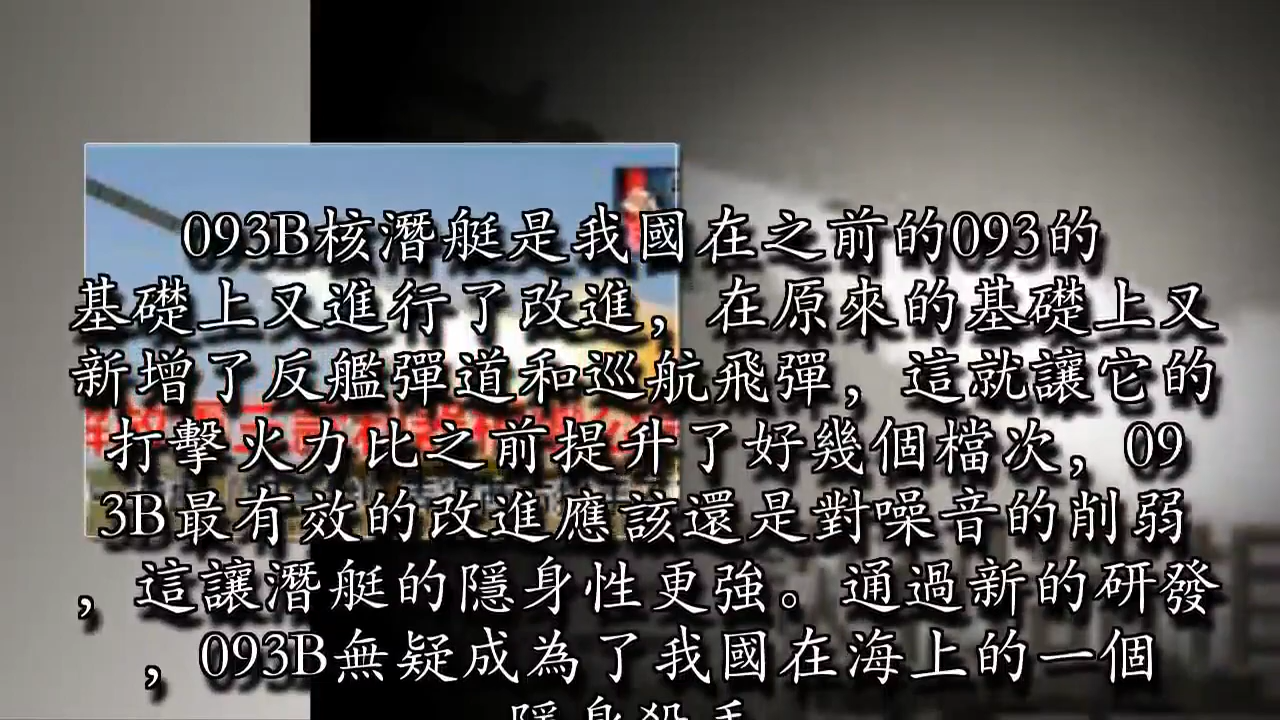 093B核潛艇是我國在之前的093的
基礎上又進行了改進，在原來的基礎上又
新增了反艦彈道和巡航飛彈，這就讓它的
打擊火力比之前提升了好幾個檔次，09
3B最有效的改進應該還是對噪音的削弱
，這讓潛艇的隱身性更強。通過新的研發
，093B無疑成為了我國在海上的一個
隱身殺手